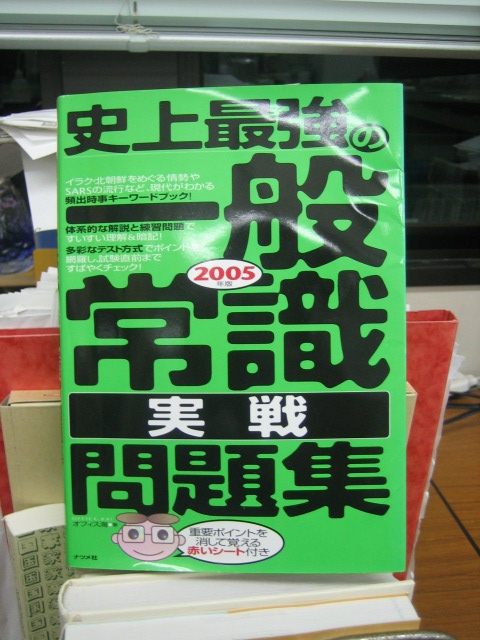 史上最強の
イラク・北朝鮮をめぐる情勢や
SARSの流行など、現代がわかる
頻出時事キーワードブック!
体系的な解説と練習問題で
すいすい理解&暗記!
多彩なテスト方式でポイントを
網羅し、試験直前まで
すばやくチェック!
一般
2005
年版
常識
実戦
問題集
オフィス海
重要ポイントを
消して覚える
赤いシート付き
ナツメ社